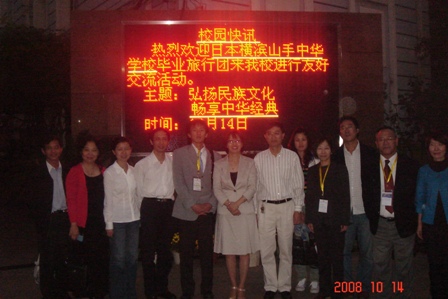 校园快讯
热烈欢迎日本横滨山手中华
学校毕业旅行团来我校进行友好
交流活动。
主题：弘扬民族文化
畅享中华经典
时间：月14日
2008 10 14